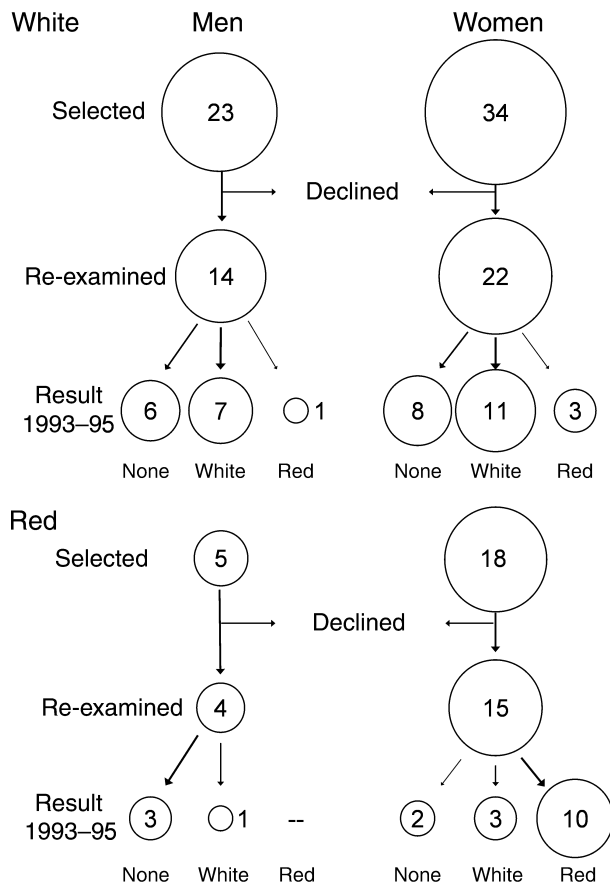 White Men Women
Selected 23 34
Declined
Re-examined 14 22
Result
1993–95
6 7 1 8 11 3
None White Red None White Red
Red
Selected 5 18
Declined
Re-examined 4 15
Result
1993–95
3 1 -- 2 3 10
None White Red None White Red